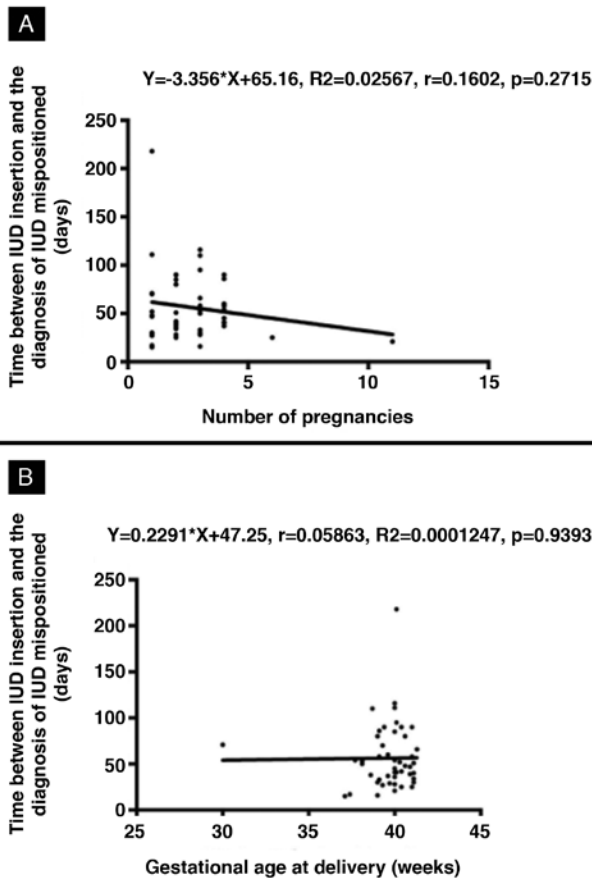 A
Y=-3.356*X+65.16, R2=0.02567, r=0.1602, p=0.2715
Time between IUD insertion and the
diagnosis of IUD mispositioned
(days)
250
200
150
100
50
0
0 5 10 15
Number of pregnancies
B
Y=0.2291*X+47.25, r=0.05863, R2=0.0001247, p=0.9393
Time between IUD insertion and the
diagnosis of IUD mispositioned
(days)
250
200
150
100
50
0
25 30 35 40 45
Gestational age at delivery (weeks)